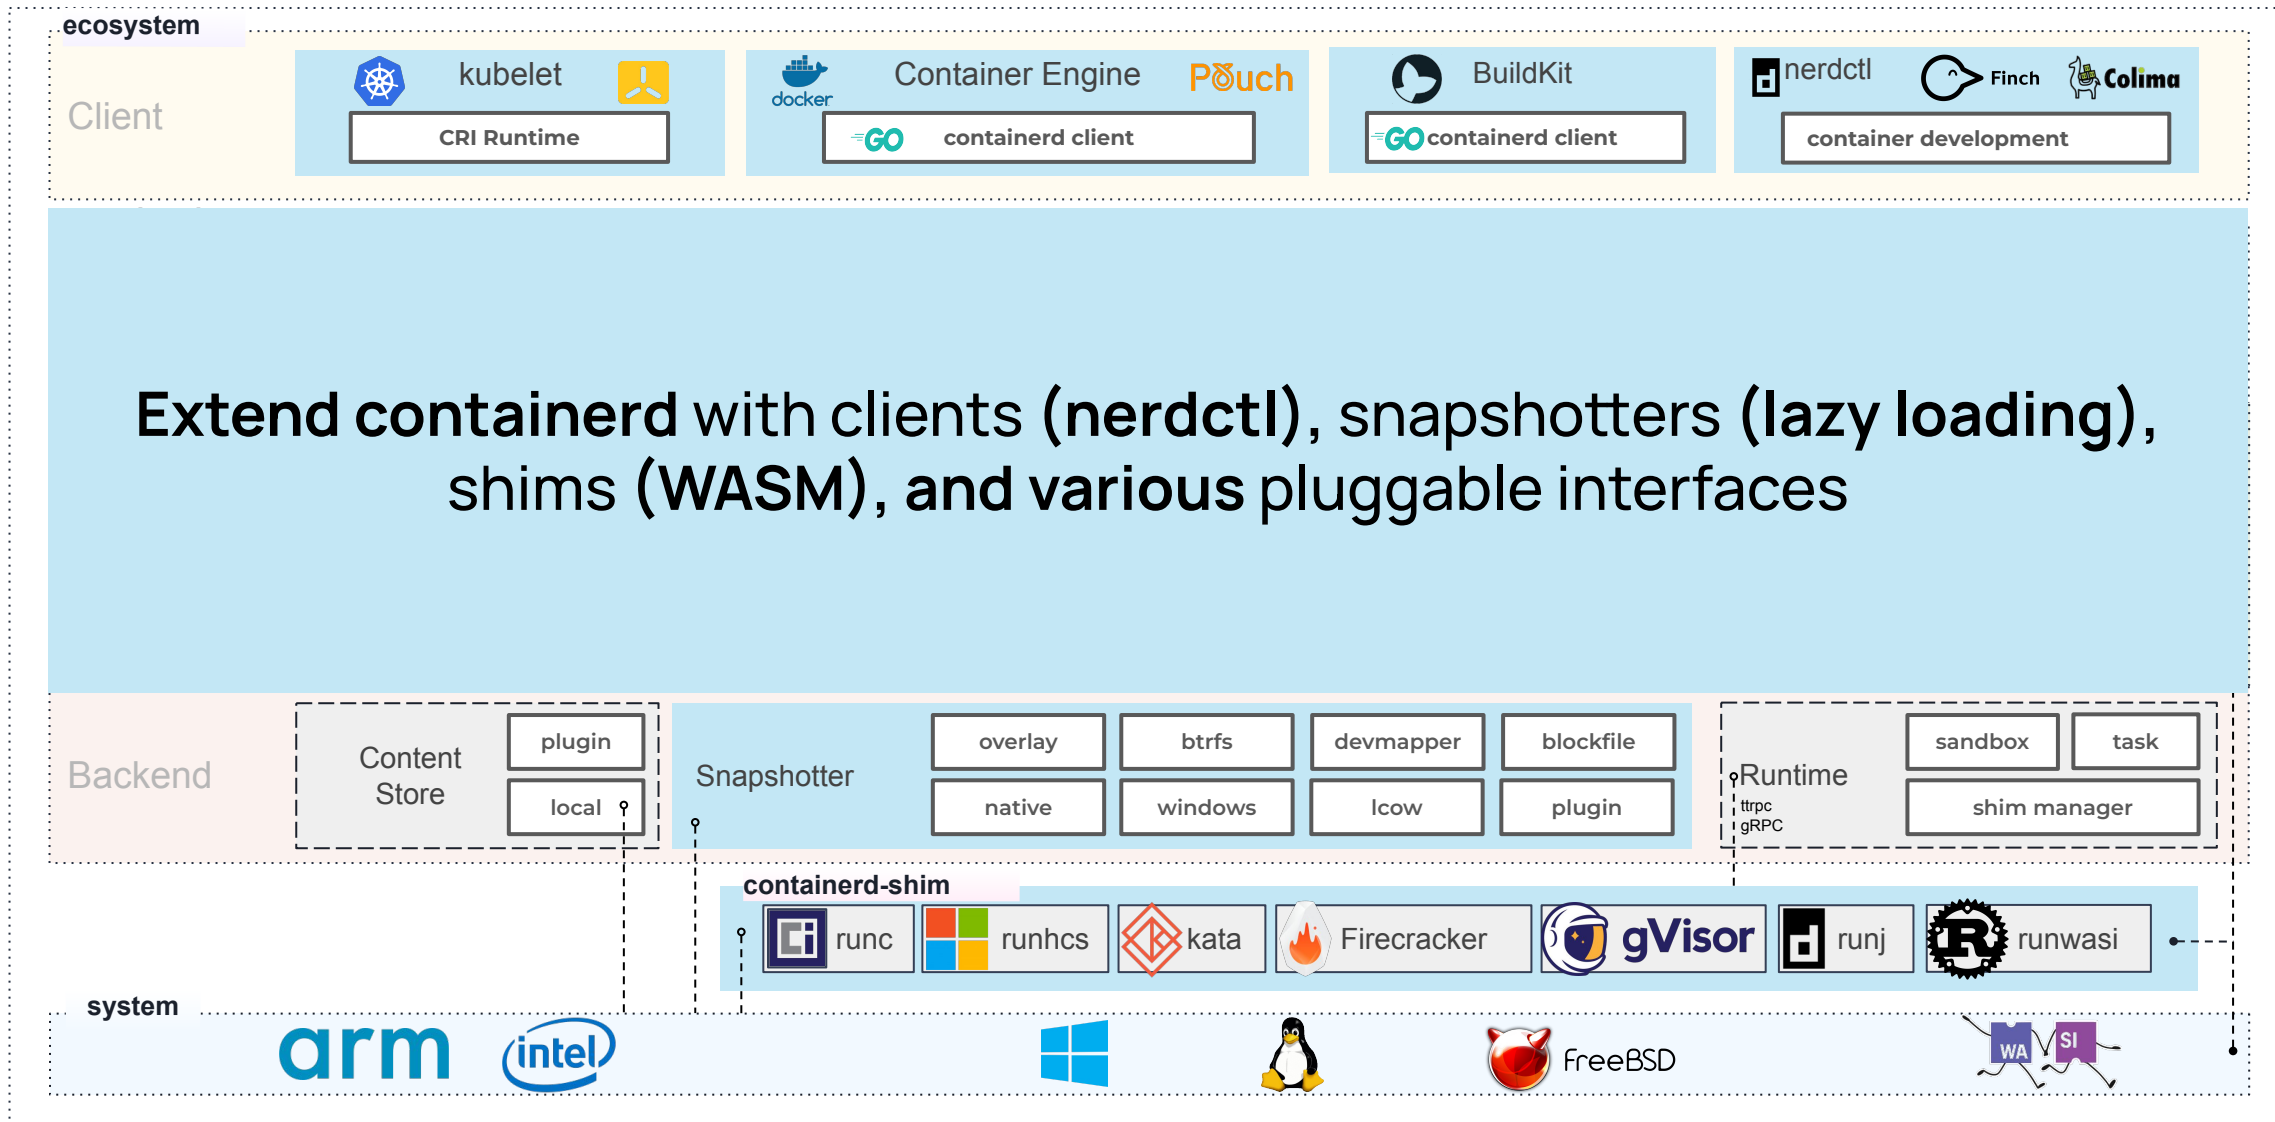 ecosystem
Client
kubelet
CRI Runtime
docker
Container Engine
Pouch
GO containerd client
BuildKit
GO containerd client
nerdctl
Finch
Colima
container development
Extend containerd with clients (nerdctl), snapshotters (lazy loading),
shims (WASM), and various pluggable interfaces
Backend
Content
Store
plugin
local
Snapshotter
overlay
btrfs
devmapper
blockfile
native
windows
lcow
plugin
Runtime
ttrpc
gRPC
sandbox
task
shim manager
containerd-shim
runc
runhcs
kata
Firecracker
gVisor
runj
runwasi
system
arm
intel
FreeBSD
WA
SI